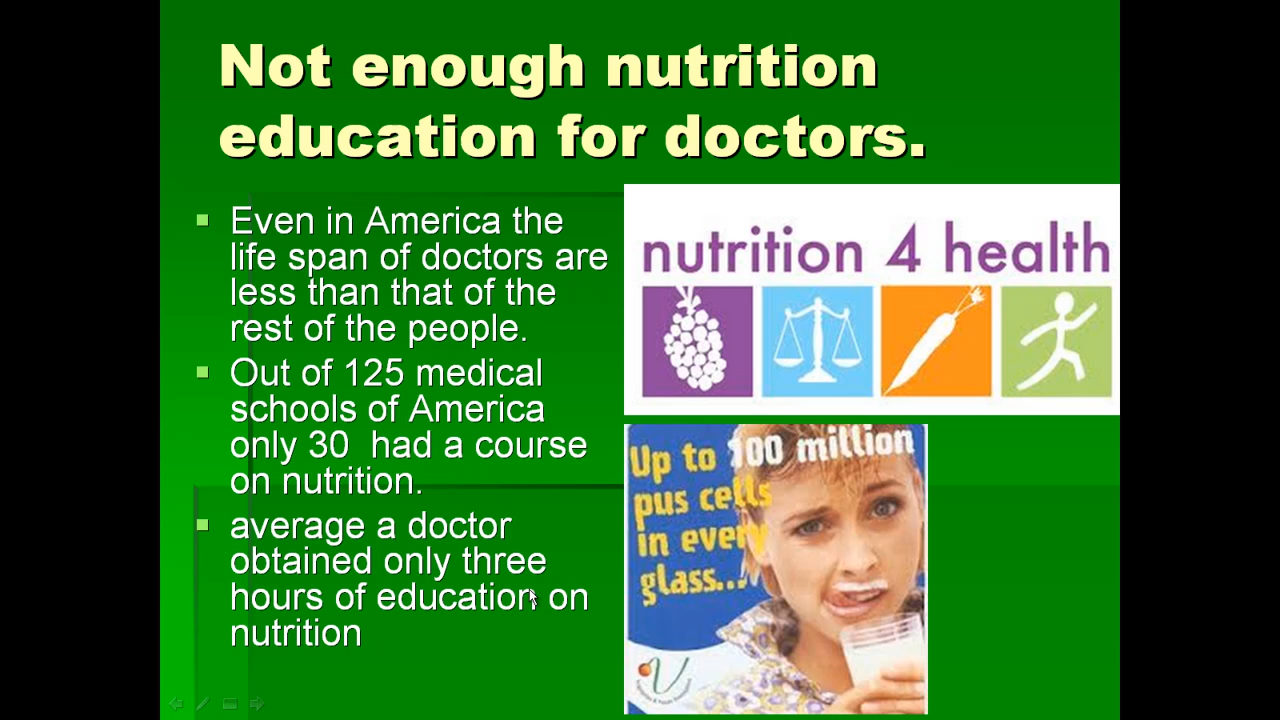 Not enough nutrition
education for doctors.
Even in America the
life span of doctors are
less than that of the
rest of the people.
Out of 125 medical
schools of America
only 30 had a course
on nutrition.
average a doctor
obtained only three
hours of education on
nutrition
nutrition 4 health
Up to 100 million
pus cells
in every
glass...